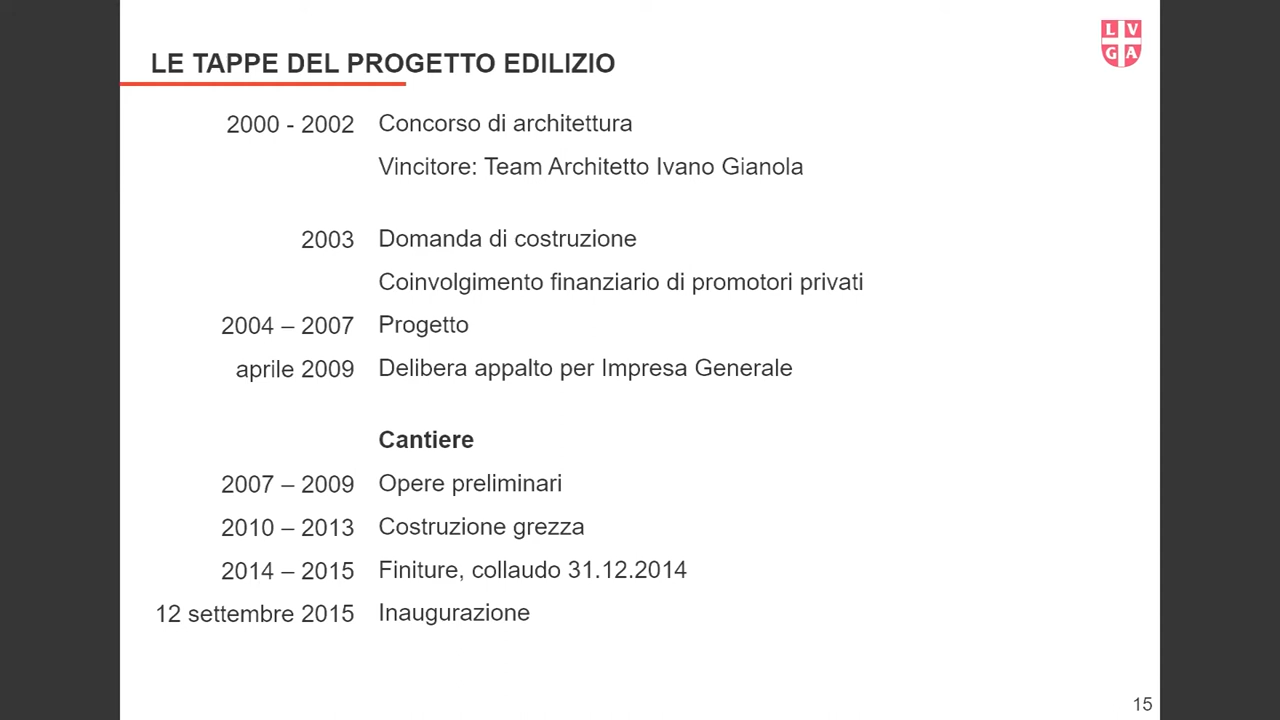 LE TAPPE DEL PROGETTO EDILIZIO
L V
G A
2000 - 2002 Concorso di architettura
Vincitore: Team Architetto Ivano Gianola
2003 Domanda di costruzione
Coinvolgimento finanziario di promotori privati
2004 – 2007 Progetto
aprile 2009 Delibera appalto per Impresa Generale
Cantiere
2007 – 2009 Opere preliminari
2010 – 2013 Costruzione grezza
2014 – 2015 Finiture, collaudo 31.12.2014
12 settembre 2015 Inaugurazione
15